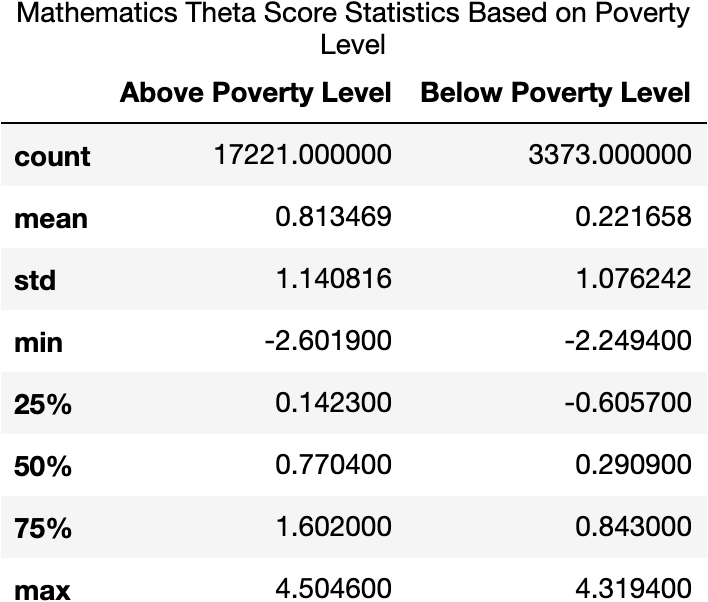 Mathematics Theta Score Statistics Based on Poverty
Level
Above Poverty Level Below Poverty Level
count 17221.000000 3373.000000
mean 0.813469 0.221658
std 1.140816 1.076242
min -2.601900 -2.249400
25% 0.142300 -0.605700
50% 0.770400 0.290900
75% 1.602000 0.843000
max 4.504600 4.319400